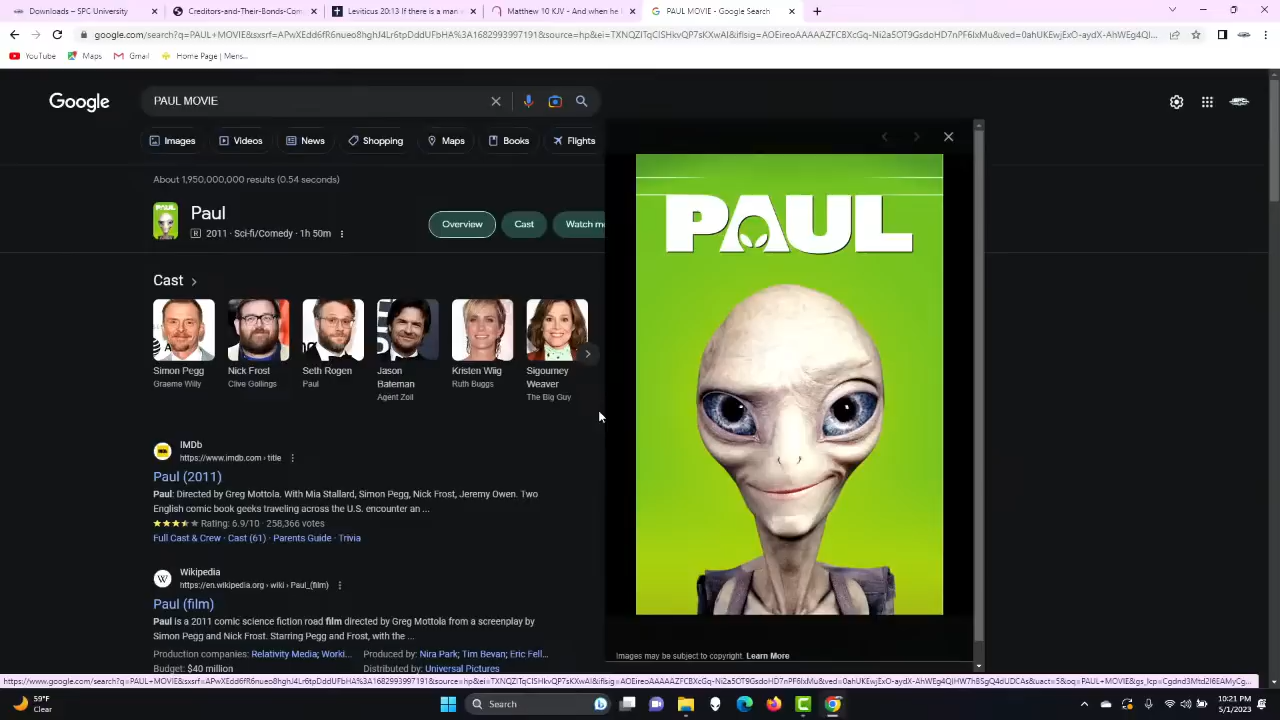 Downloads – SPC University
Creditors-and-Their-Bonds-Com
Leviticus 20:13 If there is a man
Matthew 10 KJV - And when he
PAUL MOVIE - Google Search
YouTube
Maps
Gmail
Home Page | Mens...
Google
PAUL MOVIE
Images
Videos
News
Shopping
Maps
Books
Flights
About 1,950,000,000 results (0.54 seconds)
Paul
R 2011 ‧ Sci-fi/Comedy ‧ 1h 50m
Overview
Cast
Watch m
Cast
Simon Pegg
Graeme Willy
Nick Frost
Clive Gollings
Seth Rogen
Paul
Jason
Bateman
Agent Zoil
Kristen Wiig
Ruth Buggs
Sigourney
Weaver
The Big Guy
IMDb
https://www.imdb.com › title
Paul (2011)
Paul: Directed by Greg Mottola. With Mia Stallard, Simon Pegg, Nick Frost, Jeremy Owen. Two
English comic book geeks traveling across the U.S. encounter an ...
Rating: 6.9/10 · 258,366 votes
Full Cast & Crew · Cast (61) · Parents Guide · Trivia
Wikipedia
https://en.wikipedia.org › wiki › Paul_(film)
Paul (film)
Paul is a 2011 comic science fiction road film directed by Greg Mottola from a screenplay by
Simon Pegg and Nick Frost. Starring Pegg and Frost, with the ...
Production companies: Relativity Media; Worki...
Produced by: Nira Park; Tim Bevan; Eric Fell...
Budget: $40 million
Distributed by: Universal Pictures
PAUL
Images may be subject to copyright. Learn More
59°F
Clear
Search
10:21 PM
5/1/2023